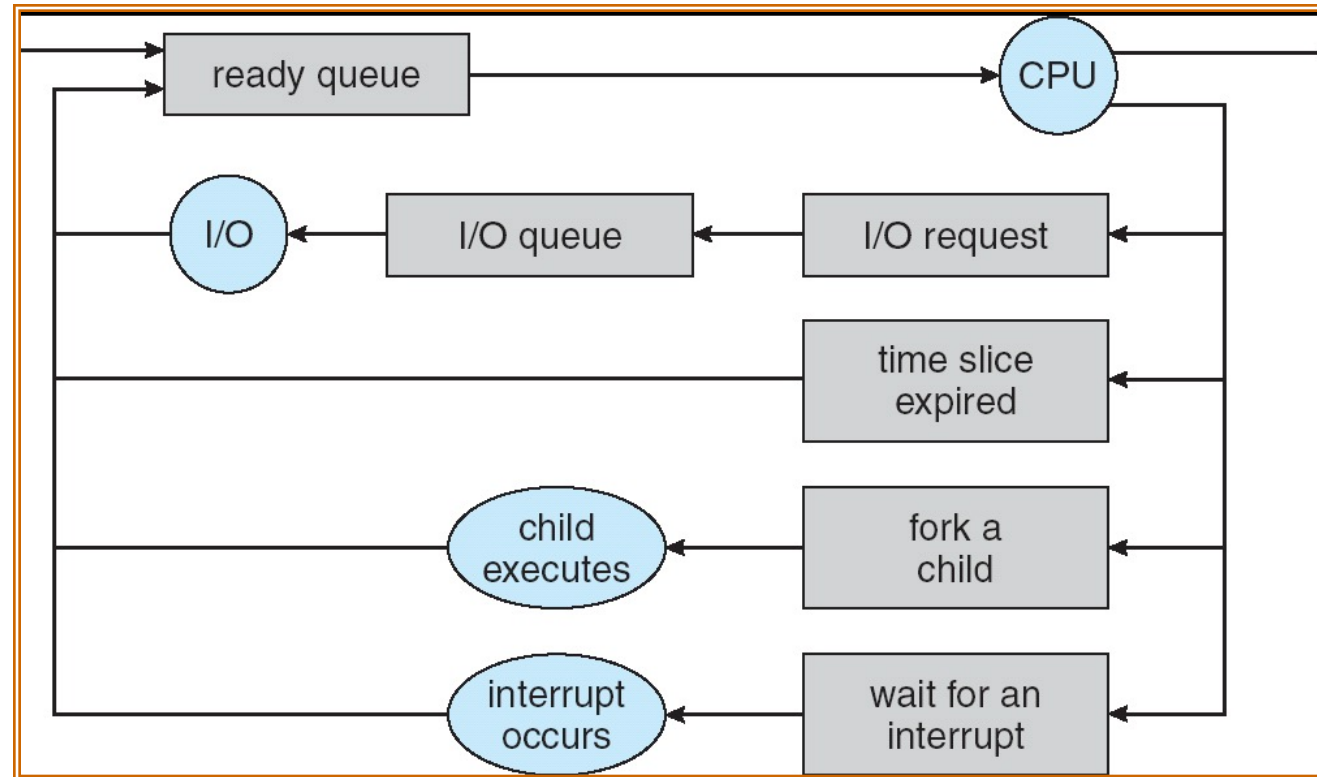 ready queue
CPU
I/O
I/O queue
I/O request
time slice
expired
child
executes
fork a
child
interrupt
occurs
wait for an
interrupt